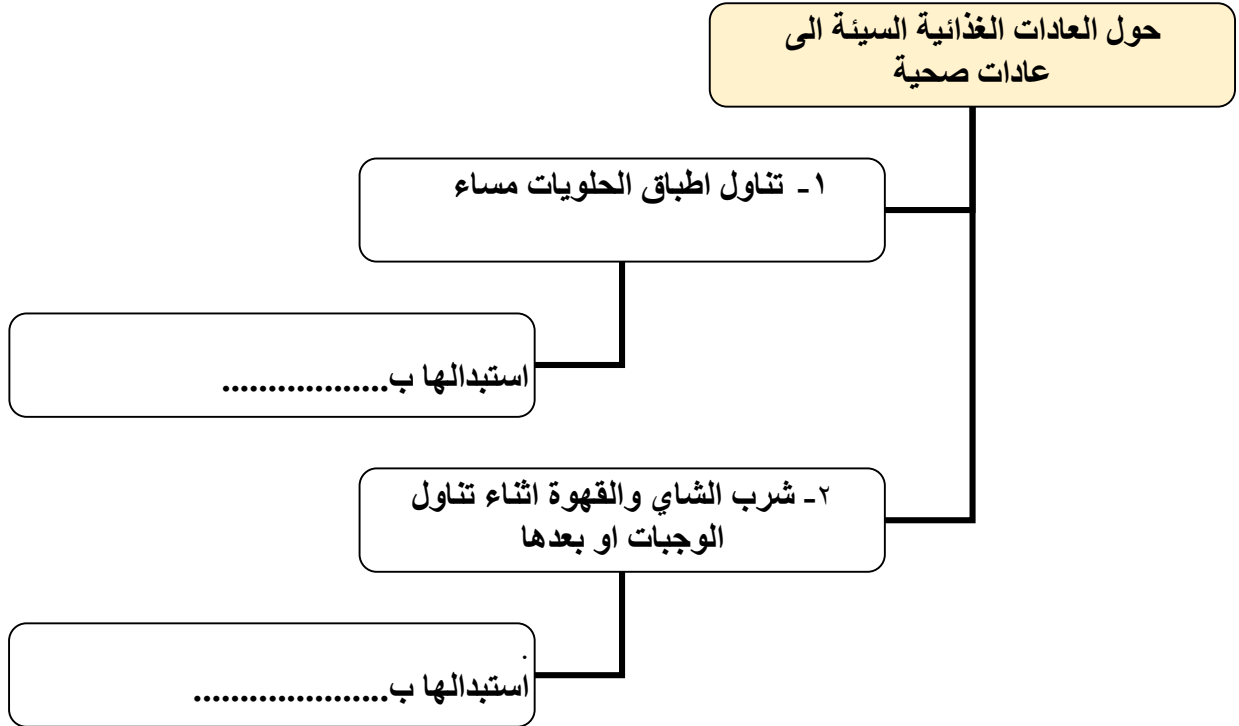 حول العادات الغذائية السيئة الى
عادات صحية
١- تناول اطباق الحلويات مساء
استبدالها ب..................
٢- شرب الشاي والقهوة اثناء تناول
الوجبات او بعدها
.
استبدالها ب.....................